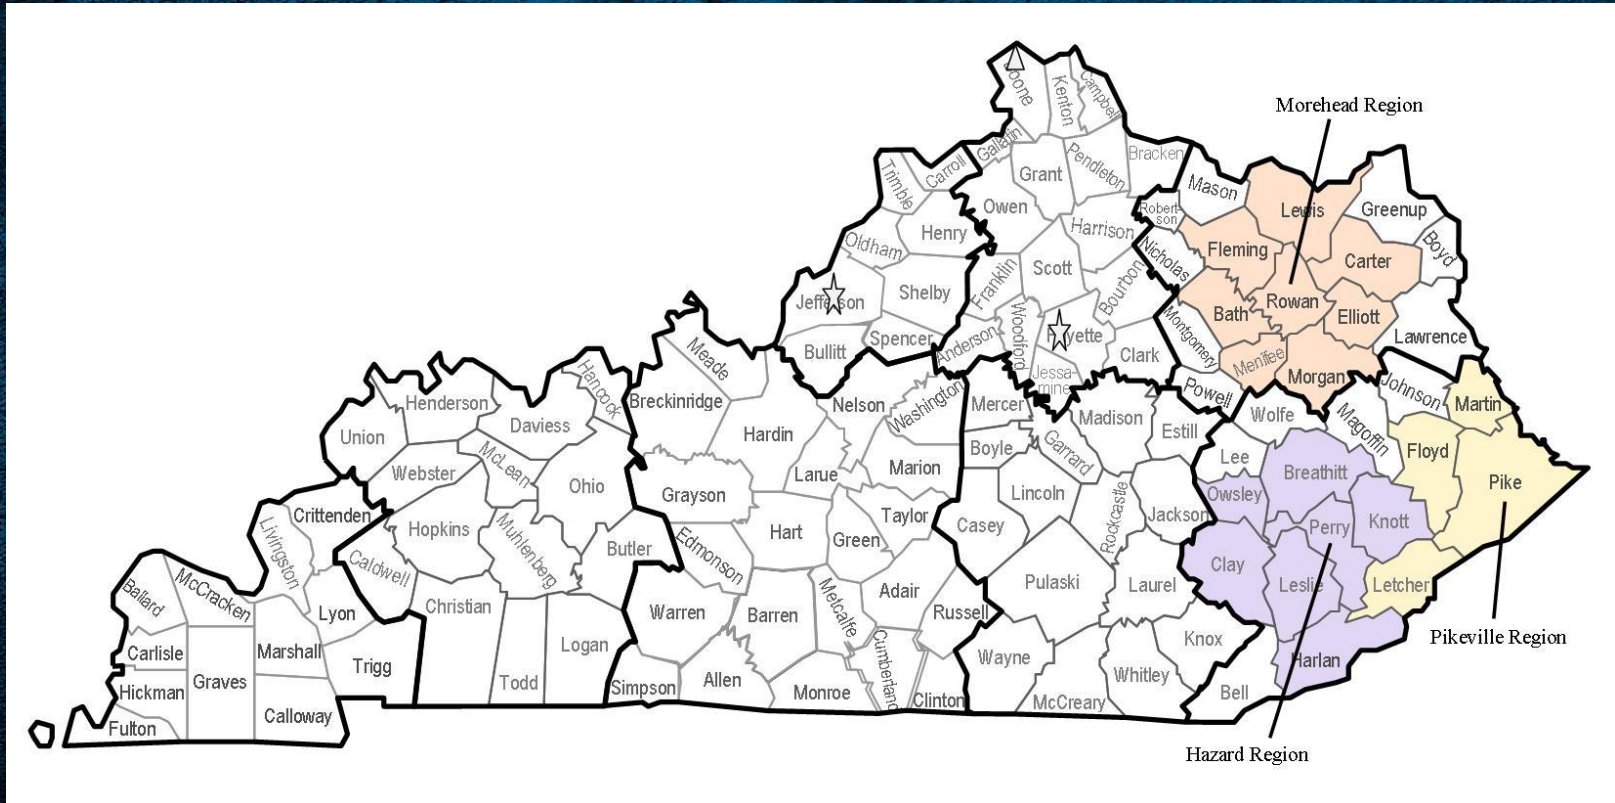 Boone
Kenton
Campbell
Morehead Region
Gallatin
Carroll
Trimble
Grant
Pendleton
Bracken
Mason
Owen
Robert-
son
Lewis
Greenup
Henry
Harrison
Oldham
Fleming
Nicholas
Boyd
Carter
Scott
Franklin
Bourbon
Shelby
Jefferson
Rowan
Bath
Elliott
Montgomery
Lawrence
Woodford
Fayette
Spencer
Anderson
Bullitt
Clark
Menifee
Meade
Jessa-
mine
Morgan
Hancock
Johnson
Powell
Washington
Breckinridge
Nelson
Mercer
Martin
Henderson
Wolfe
Madison
Daviess
Magoffin
Union
Hardin
Estill
Boyle
Garrard
Floyd
McLean
Lee
Webster
Larue
Marion
Breathitt
Ohio
Pike
Grayson
Lincoln
Owsley
Crittenden
Taylor
Rockcastle
Jackson
Knott
Casey
Hopkins
Perry
Hart
Green
Muhlenberg
Livingston
Butler
Edmonson
Caldwell
Clay
Pulaski
Laurel
Leslie
Letcher
McCracken
Ballard
Adair
Christian
Metcalfe
Lyon
Warren
Barren
Russell
Pikeville Region
Knox
Logan
Marshall
Carlisle
Wayne
Harlan
Trigg
Cumberland
Whitley
Allen
Graves
Todd
Simpson
Hickman
Monroe
Bell
Clinton
McCreary
Calloway
Fulton
Hazard Region